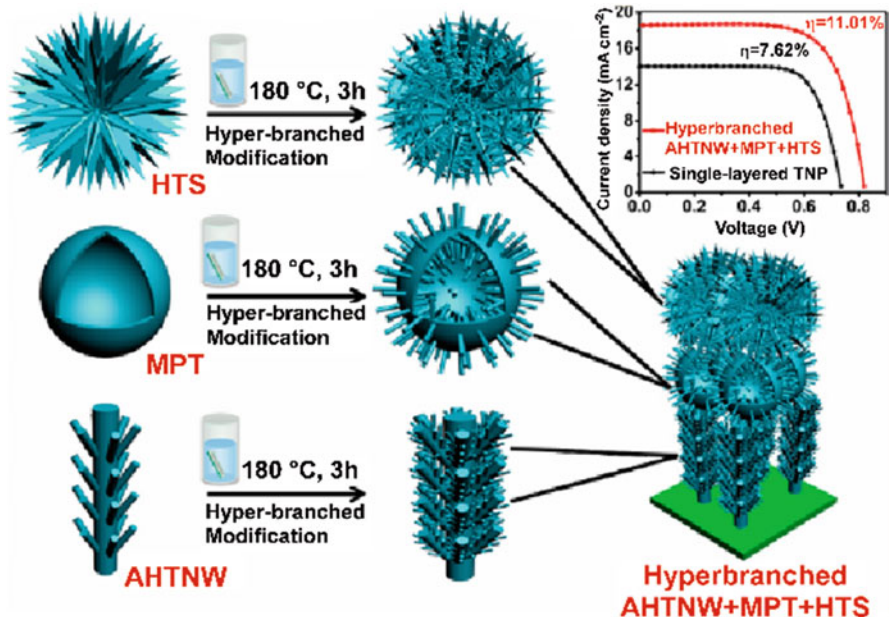 180 °C, 3h
Hyper-branched
Modification
HTS
180 °C, 3h
Hyper-branched
Modification
MPT
180 °C, 3h
Hyper-branched
Modification
AHTNW
Current density (mA cm⁻²)
20
16
12
8
4
0
η=11.01%
η=7.62%
Hyperbranched
AHTNW+MPT+HTS
Single-layered TNP
0.0 0.2 0.4 0.6 0.8
Voltage (V)
Hyperbranched
AHTNW+MPT+HTS